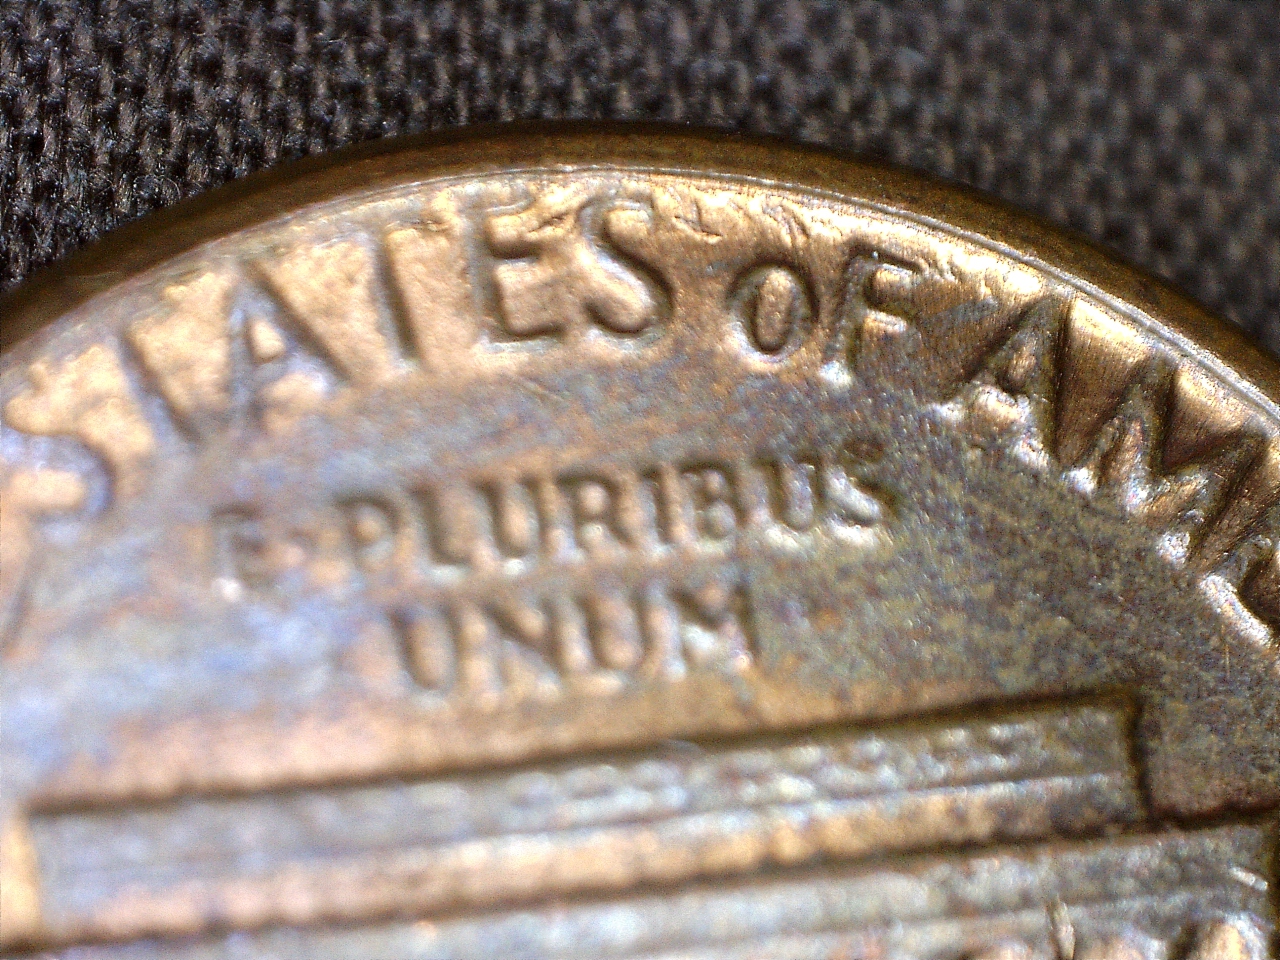 STATES OF AM
E PLURIBUS
UNUM